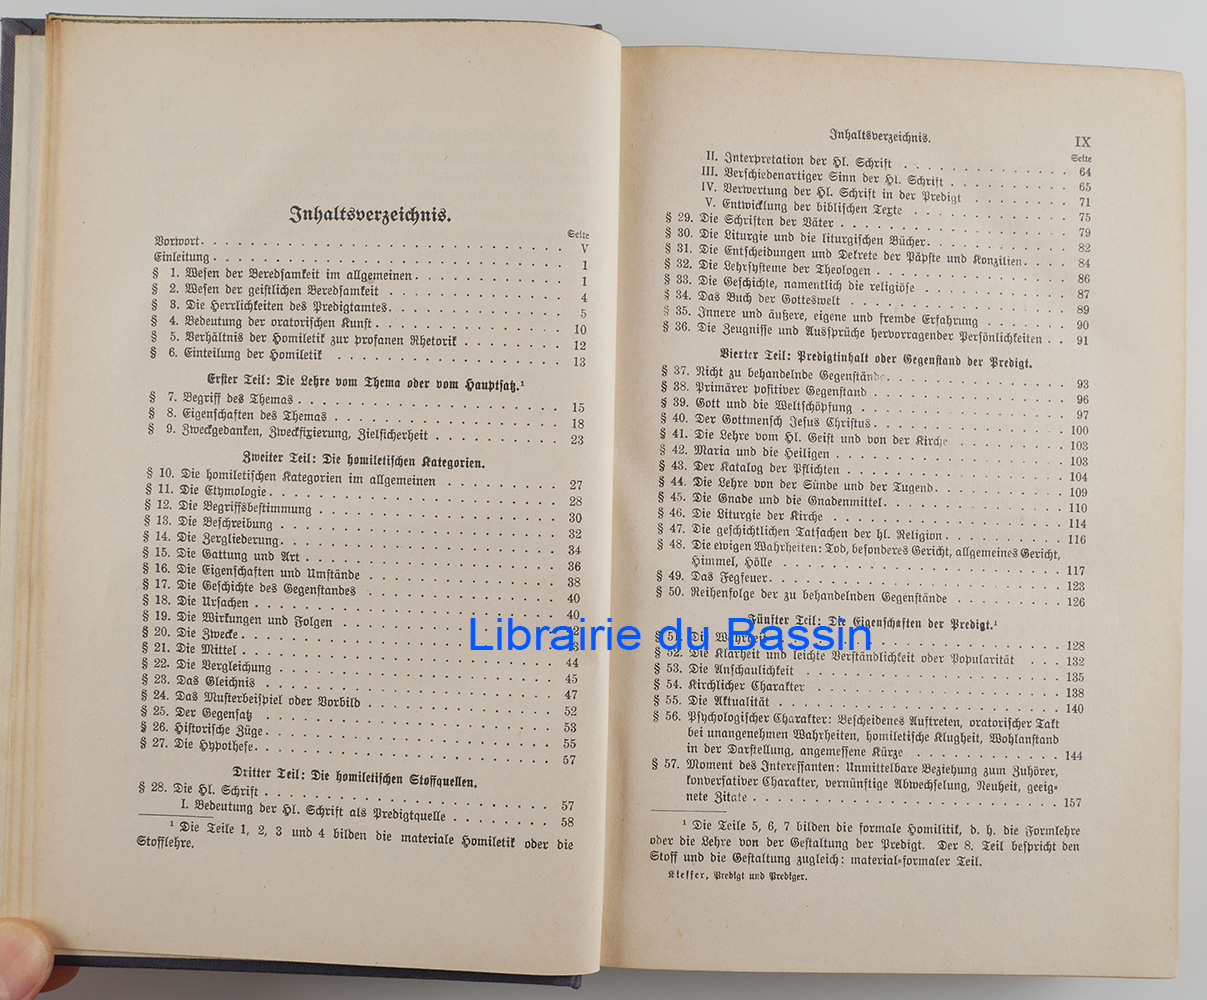 Inhaltsverzeichnis.
Seite
Vorwort. V
Einleitung 1
§ 1. Wesen der Beredsamkeit im allgemeinen 1
§ 2. Wesen der geistlichen Beredsamkeit 4
§ 3. Die Herrlichkeiten des Predigtamtes 5
§ 4. Bedeutung der oratorischen Kunst 10
§ 5. Verhältnis der Homiletik zur profanen Rhetorik 12
§ 6. Einteilung der Homiletik 13
Erster Teil: Die Lehre vom Thema oder vom Hauptsatz.¹
§ 7. Begriff des Themas 15
§ 8. Eigenschaften des Themas 18
§ 9. Zweckgedanken, Zweckfixierung, Zielsicherheit 23
Zweiter Teil: Die homiletischen Kategorien.
§ 10. Die homiletischen Kategorien im allgemeinen 27
§ 11. Die Etymologie 28
§ 12. Die Begriffsbestimmung 30
§ 13. Die Beschreibung 32
§ 14. Die Zergliederung 34
§ 15. Die Gattung und Art 36
§ 16. Die Eigenschaften und Umstände 38
§ 17. Die Geschichte des Gegenstandes 40
§ 18. Die Ursachen 40
§ 19. Die Wirkungen und Folgen
§ 20. Die Zwecke
§ 21. Die Mittel 44
§ 22. Die Vergleichung 45
§ 23. Das Gleichnis 47
§ 24. Das Musterbeispiel oder Vorbild 52
§ 25. Der Gegensatz 53
§ 26. Historische Züge 55
§ 27. Die Hypothese 57
Dritter Teil: Die homiletischen Stoffquellen.
§ 28. Die Hl. Schrift 57
I. Bedeutung der Hl. Schrift als Predigtquelle 58
¹ Die Teile 1, 2, 3 und 4 bilden die materiale Homiletik oder die
Stofflehre.
Inhaltsverzeichnis. IX
Seite
II. Interpretation der Hl. Schrift 64
III. Verschiedenartiger Sinn der Hl. Schrift 65
IV. Verwertung der Hl. Schrift in der Predigt 71
V. Entwicklung der biblischen Texte 75
§ 29. Die Schriften der Väter 79
§ 30. Die Liturgie und die liturgischen Bücher 82
§ 31. Die Entscheidungen und Dekrete der Päpste und Konzilien 84
§ 32. Die Lehrsysteme der Theologen 86
§ 33. Die Geschichte, namentlich die religiöse 87
§ 34. Das Buch der Gotteswelt 89
§ 35. Innere und äußere, eigene und fremde Erfahrung 90
§ 36. Die Zeugnisse und Aussprüche hervorragender Persönlichkeiten 91
Vierter Teil: Predigtinhalt oder Gegenstand der Predigt.
§ 37. Nicht zu behandelnde Gegenstände 93
§ 38. Primärer positiver Gegenstand 96
§ 39. Gott und die Weltschöpfung 97
§ 40. Der Gottmensch Jesus Christus 100
§ 41. Die Lehre vom Hl. Geist und von der Kirche 103
§ 42. Maria und die Heiligen 103
§ 43. Der Katalog der Pflichten 104
§ 44. Die Lehre von der Sünde und der Tugend 109
§ 45. Die Gnade und die Gnadenmittel 110
§ 46. Die Liturgie der Kirche 114
§ 47. Die geschichtlichen Tatsachen der hl. Religion 116
§ 48. Die ewigen Wahrheiten: Tod, besonderes Gericht, allgemeines Gericht,
Himmel, Hölle 117
§ 49. Das Fegfeuer 123
§ 50. Reihenfolge der zu behandelnden Gegenstände 126
Fünfter Teil: Die Eigenschaften der Predigt.¹
§ 51. Die Wahrheit 128
§ 52. Die Klarheit und leichte Verständlichkeit oder Popularität 132
§ 53. Die Anschaulichkeit 135
§ 54. Kirchlicher Charakter 138
§ 55. Die Aktualität 140
§ 56. Psychologischer Charakter: Bescheidenes Auftreten, oratorischer Takt
bei unangenehmen Wahrheiten, homiletische Klugheit, Wohlanstand
in der Darstellung, angemessene Kürze 144
§ 57. Moment des Interessanten: Unmittelbare Beziehung zum Zuhörer,
konversativer Charakter, vernünftige Abwechslung, Neuheit, geeig-
nete Zitate 157
¹ Die Teile 5, 6, 7 bilden die formale Homilitik, d. h. die Formlehre
oder die Lehre von der Gestaltung der Predigt. Der 8. Teil bespricht den
Stoff und die Gestaltung zugleich: material-formaler Teil.
Kieffer, Predigt und Prediger.
Librairie du Bassin